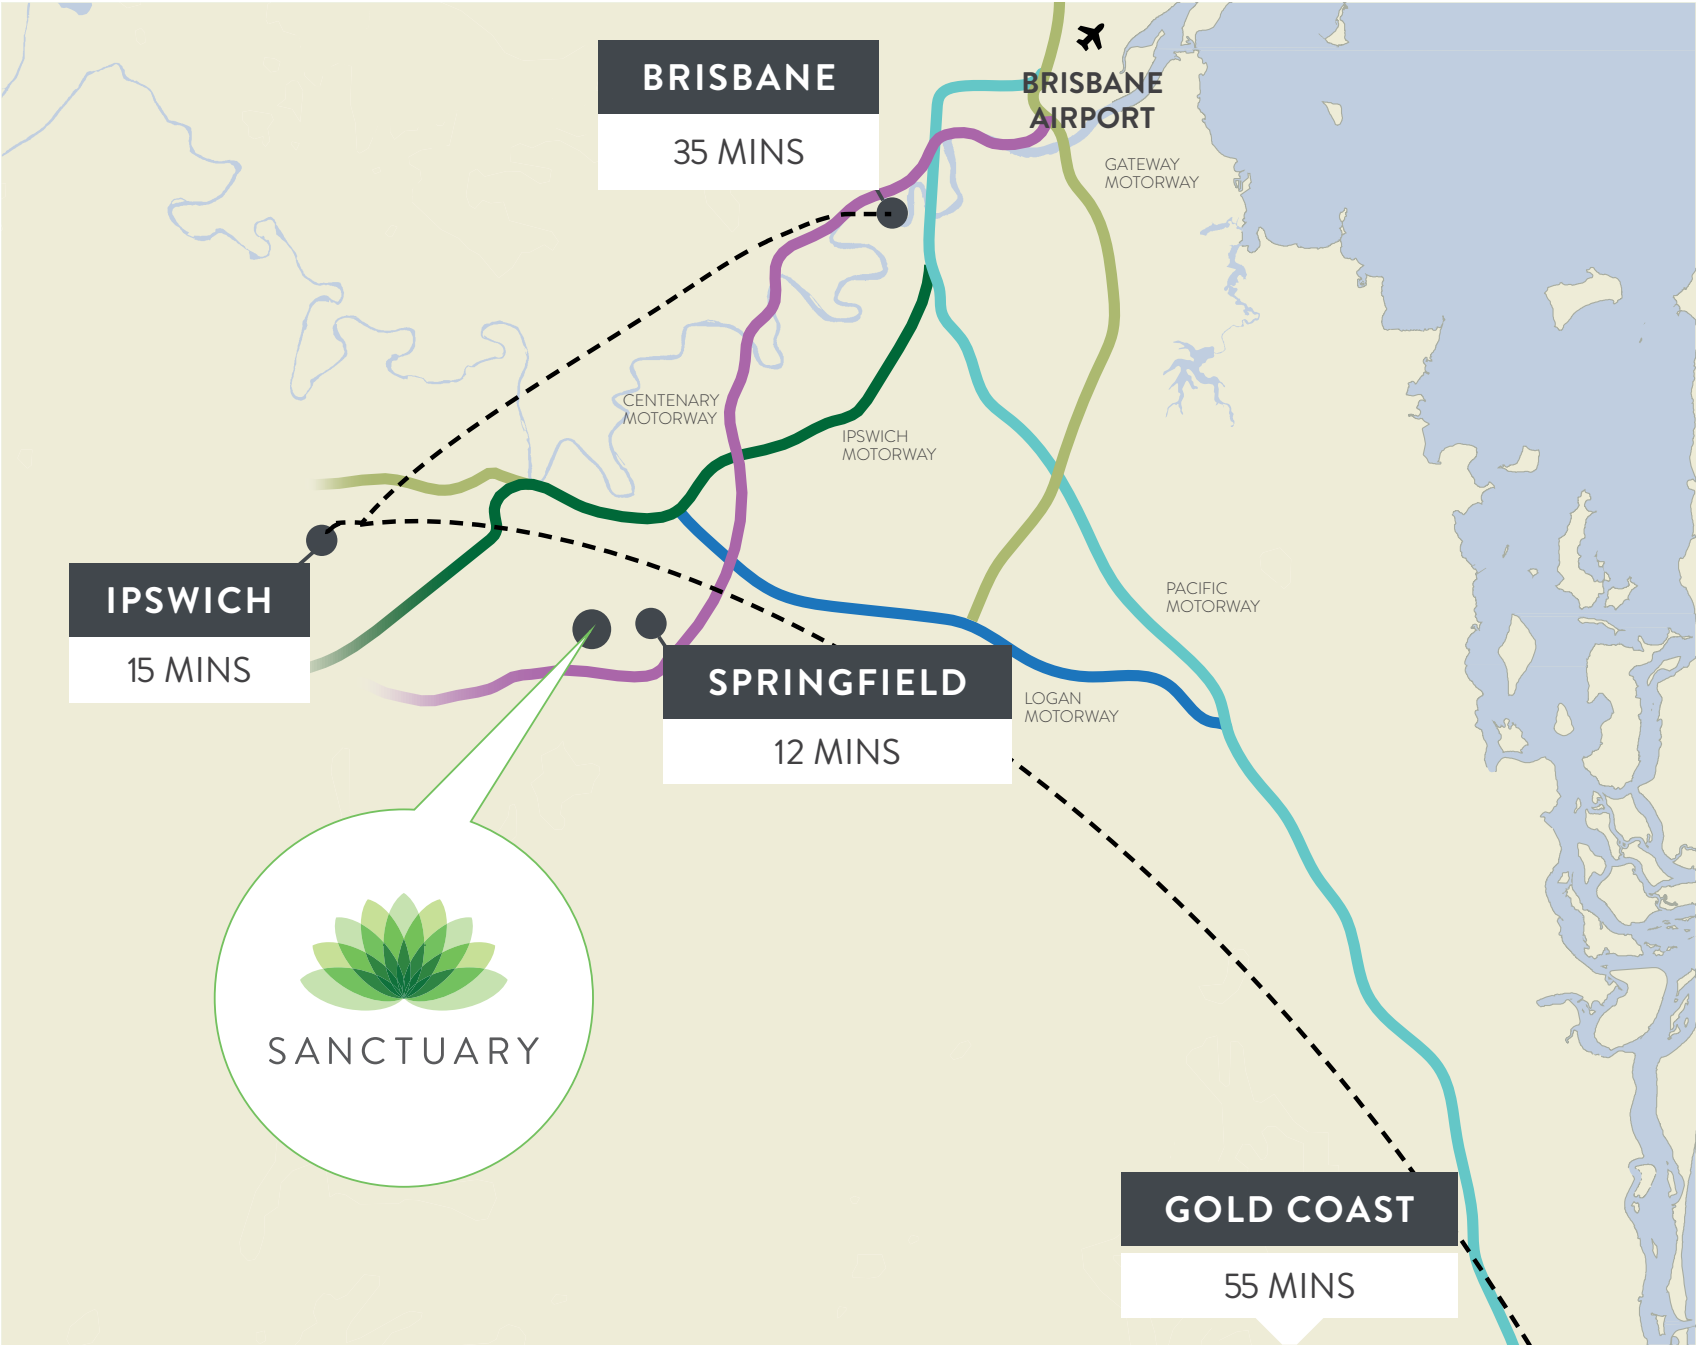 BRISBANE
35 MINS
BRISBANE
AIRPORT
GATEWAY
MOTORWAY
CENTENARY
MOTORWAY
IPSWICH
MOTORWAY
IPSWICH
15 MINS
PACIFIC
MOTORWAY
SPRINGFIELD
12 MINS
LOGAN
MOTORWAY
SANCTUARY
GOLD COAST
55 MINS